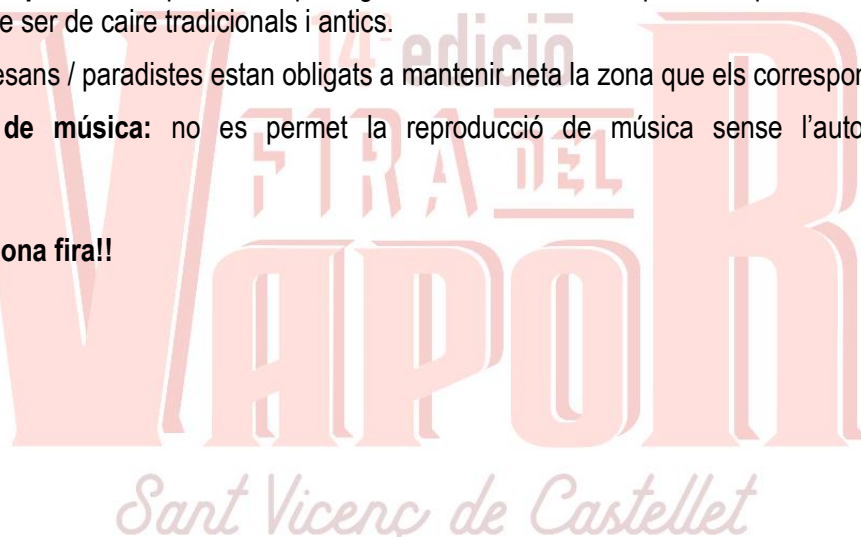 e ser de caire tradicionals i antics.
esans / paradistes estan obligats a mantenir neta la zona que els correspon
de música: no es permet la reproducció de música sense l’auto
ona fira!!
14ª edició
FIRA DEL
VAPOR
Sant Vicenç de Castellet